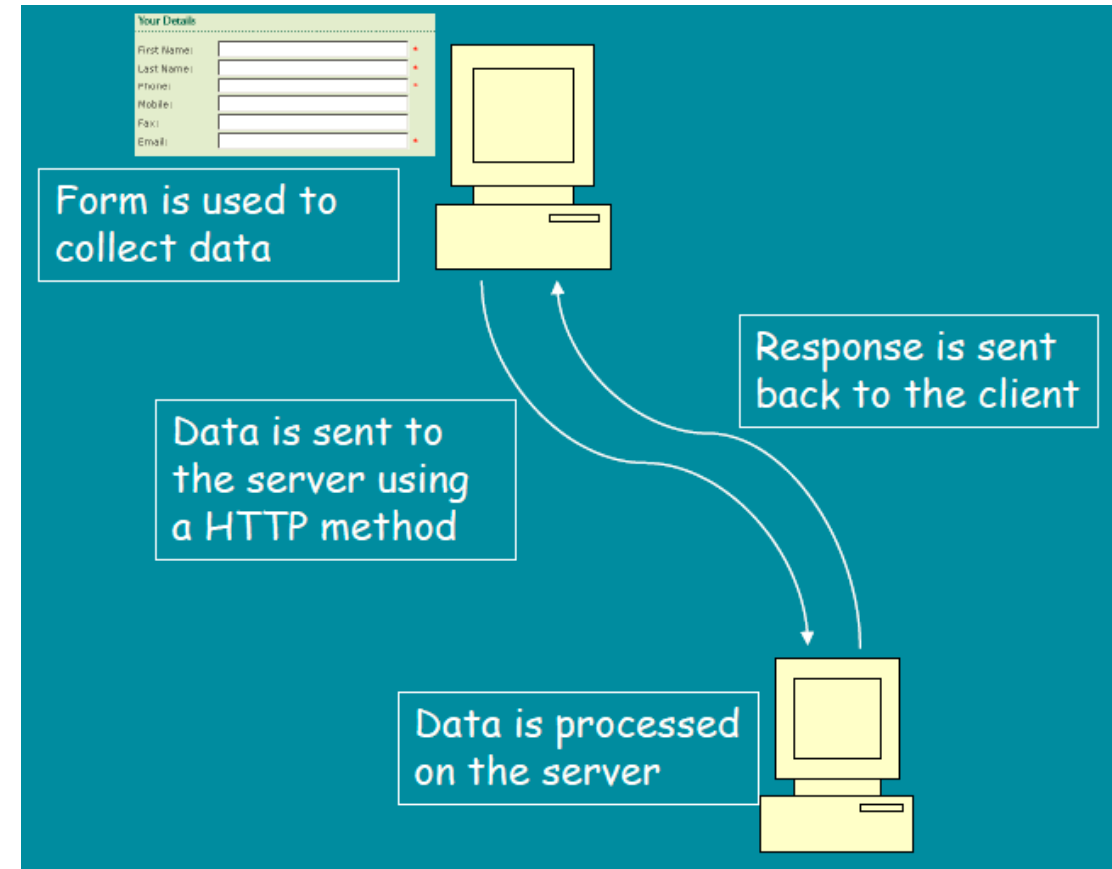 Your Details
First Name: *
Last Name: *
Phone: *
Mobile:
Fax:
Email: *
Form is used to
collect data
Response is sent
back to the client
Data is sent to
the server using
a HTTP method
Data is processed
on the server